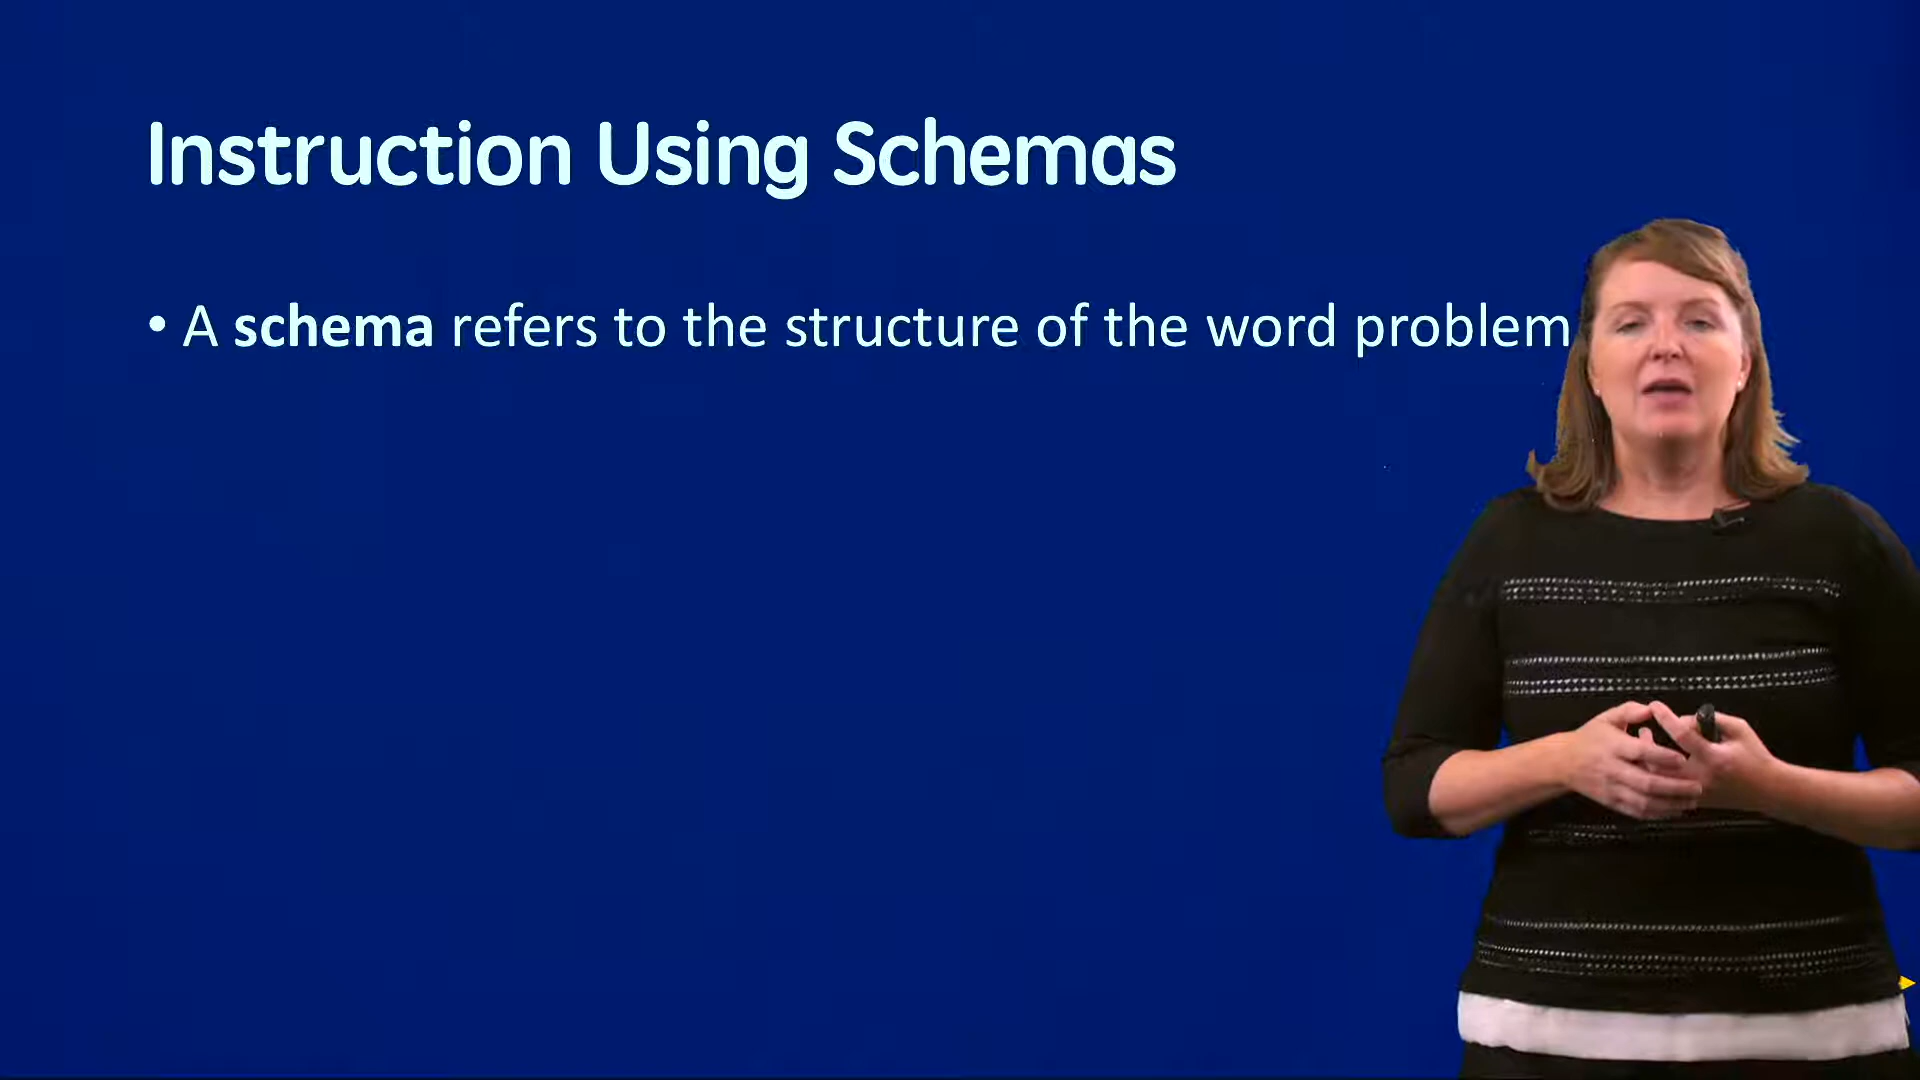 Instruction Using Schemas
• A schema refers to the structure of the word problem